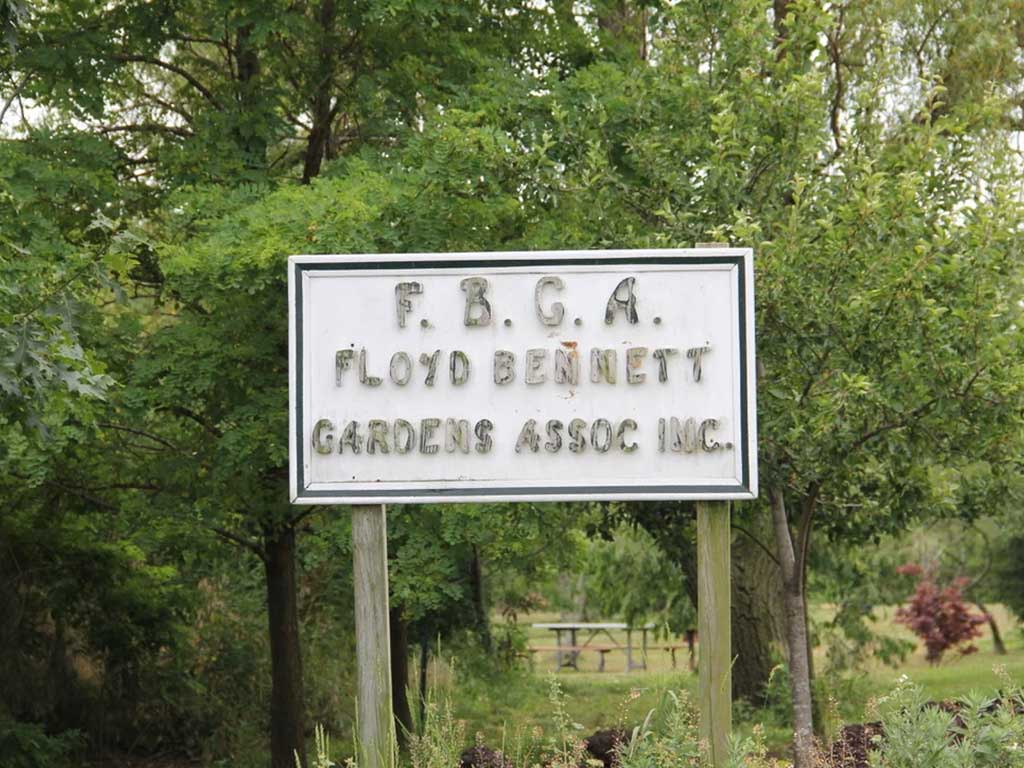 F. B. G. A.
FLOYD BENNETT
GARDENS ASSOC INC.